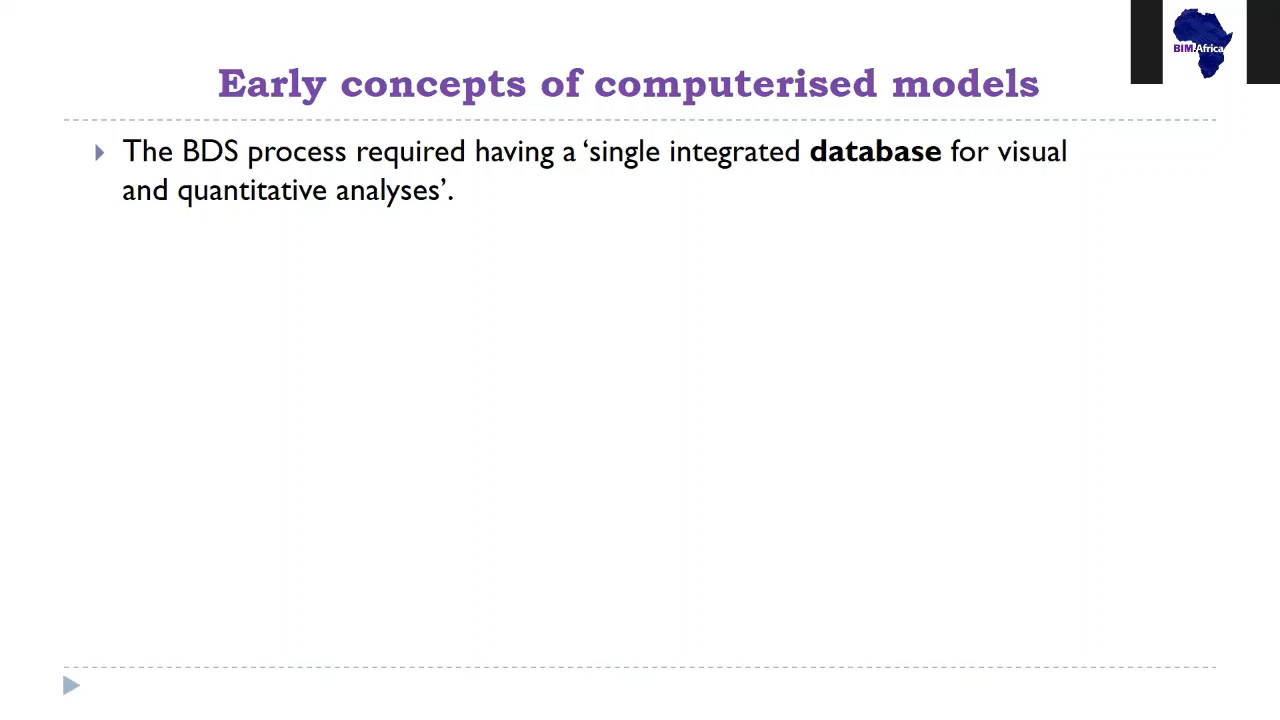 BIM.Africa
Early concepts of computerised models
The BDS process required having a ‘single integrated database for visual
and quantitative analyses’.